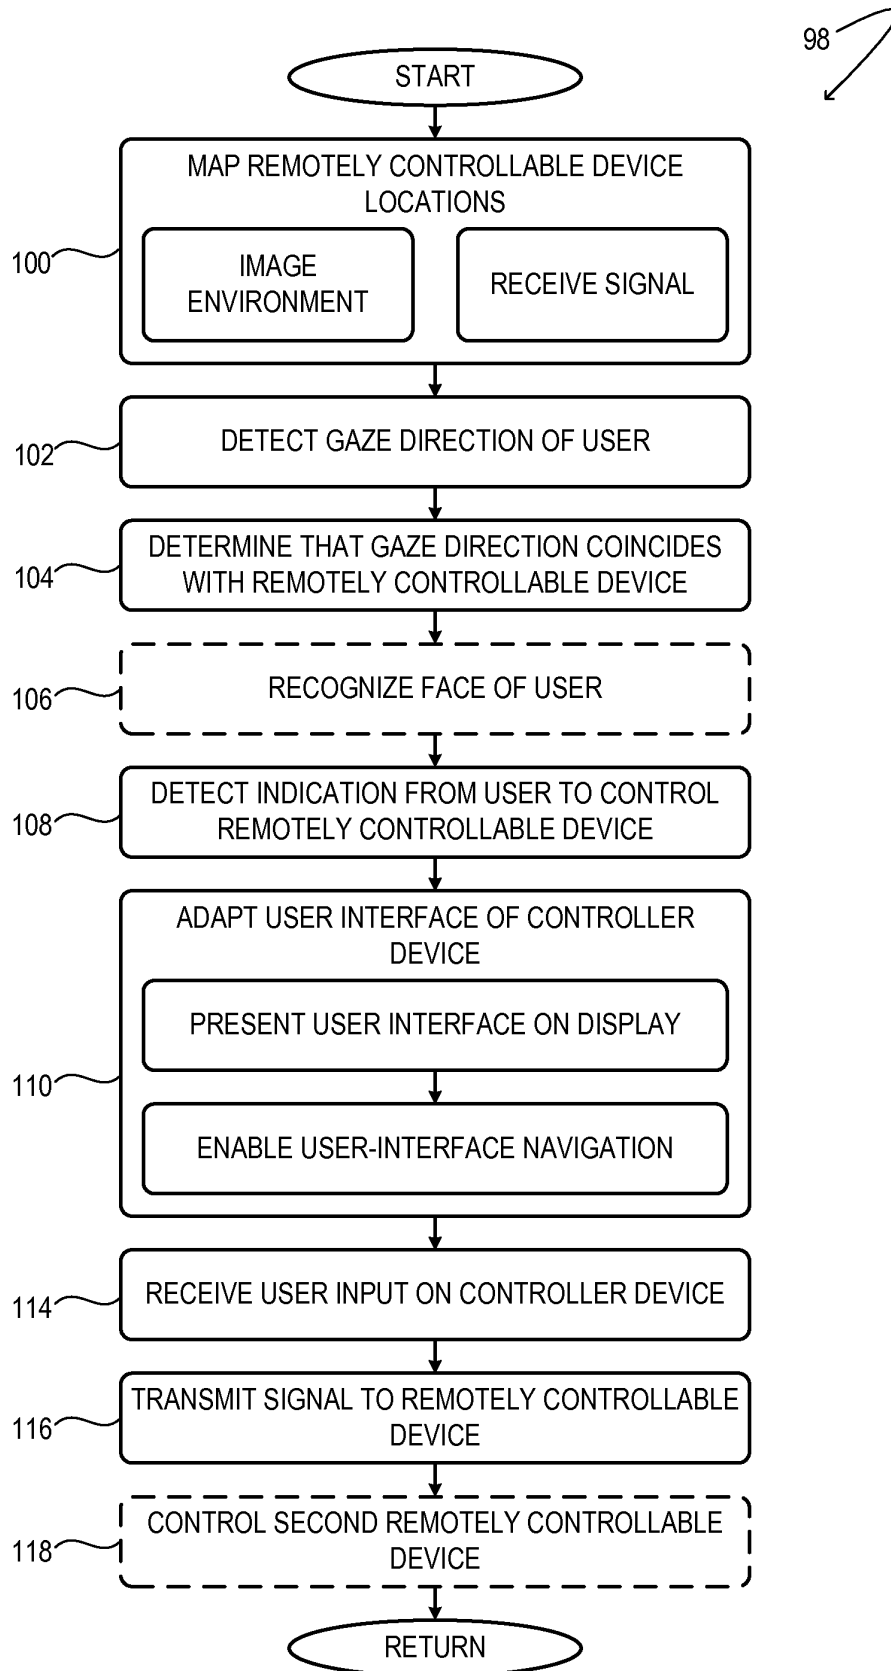 98
START
MAP REMOTELY CONTROLLABLE DEVICE
LOCATIONS
100
IMAGE
ENVIRONMENT
RECEIVE SIGNAL
102
DETECT GAZE DIRECTION OF USER
104
DETERMINE THAT GAZE DIRECTION COINCIDES
WITH REMOTELY CONTROLLABLE DEVICE
106
RECOGNIZE FACE OF USER
108
DETECT INDICATION FROM USER TO CONTROL
REMOTELY CONTROLLABLE DEVICE
110
ADAPT USER INTERFACE OF CONTROLLER
DEVICE
PRESENT USER INTERFACE ON DISPLAY
ENABLE USER-INTERFACE NAVIGATION
114
RECEIVE USER INPUT ON CONTROLLER DEVICE
116
TRANSMIT SIGNAL TO REMOTELY CONTROLLABLE
DEVICE
118
CONTROL SECOND REMOTELY CONTROLLABLE
DEVICE
RETURN